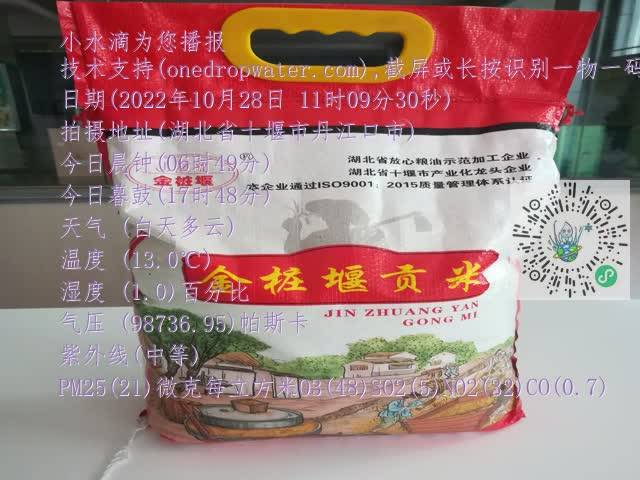 小水滴为您播报
技术支持(onedropwater.com),截屏或长按识别一物一码
日期(2022年10月28日 11时09分30秒)
拍摄地址(湖北省十堰市丹江口市)
今日晨钟(06时49分)
今日暮鼓(17时48分)
天气 (白天多云)
温度 (13.0℃)
湿度 (1.0)百分比
气压 (98736.95)帕斯卡
紫外线(中等)
PM25(21)微克每立方米O3(48)SO2(5)NO2(32)CO(0.7)
湖北省放心粮油示范加工企业
湖北省十堰市产业化龙头企业
本企业通过ISO9001:2015质量管理体系认证
金桩堰®
金桩堰贡米
JIN ZHUANG YAN
GONG MI